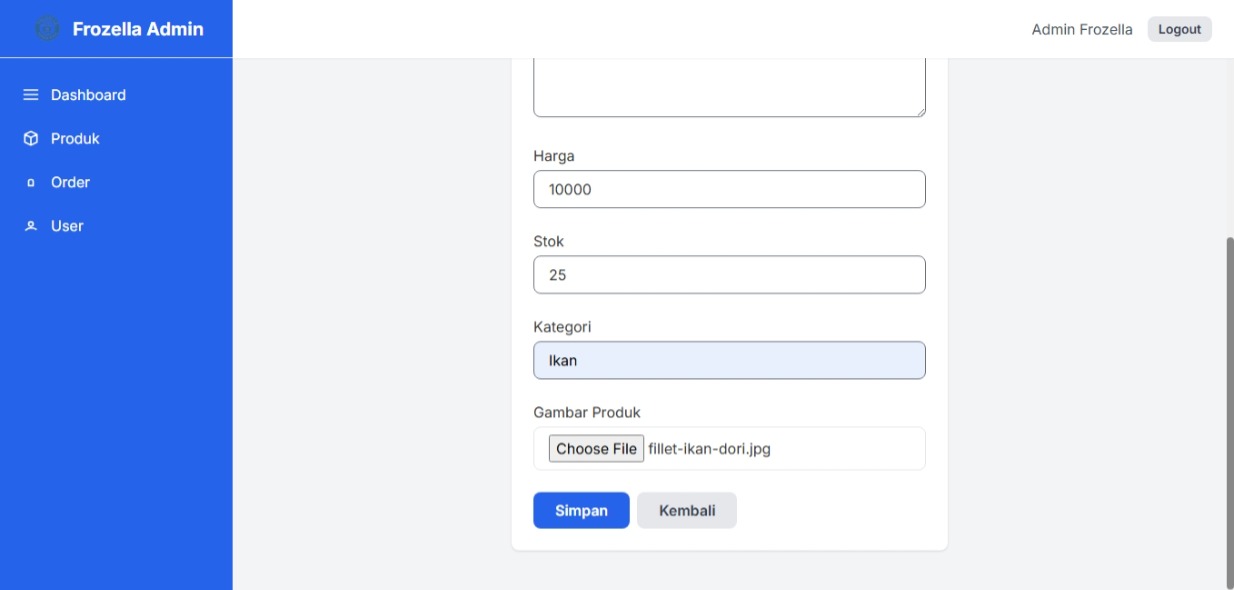 Frozella Admin
Admin Frozella
Logout
Dashboard
Produk
Order
User
Harga
10000
Stok
25
Kategori
Ikan
Gambar Produk
Choose File fillet-ikan-dori.jpg
Simpan
Kembali